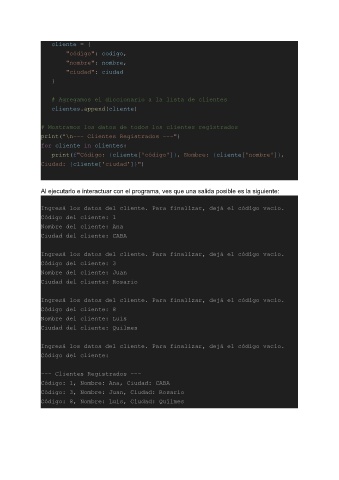 cliente = {
"código": código,
"nombre": nombre,
"ciudad": ciudad
}
# Agregamos el diccionario a la lista de clientes
clientes.append(cliente)
# Mostramos los datos de todos los clientes registrados
print("\n--- Clientes Registrados ---")
for cliente in clientes:
print(f"Código: {cliente['código']}, Nombre: {cliente['nombre']},
Ciudad: {cliente['ciudad']}")
Al ejecutarlo e interactuar con el programa, ves que una salida posible es la siguiente:
Ingresá los datos del cliente. Para finalizar, dejá el código vacío.
Código del cliente: 1
Nombre del cliente: Ana
Ciudad del cliente: CABA
Ingresá los datos del cliente. Para finalizar, dejá el código vacío.
Código del cliente: 3
Nombre del cliente: Juan
Ciudad del cliente: Rosario
Ingresá los datos del cliente. Para finalizar, dejá el código vacío.
Código del cliente: 8
Nombre del cliente: Luis
Ciudad del cliente: Quilmes
Ingresá los datos del cliente. Para finalizar, dejá el código vacío.
Código del cliente:
--- Clientes Registrados ---
Código: 1, Nombre: Ana, Ciudad: CABA
Código: 3, Nombre: Juan, Ciudad: Rosario
Código: 8, Nombre: Luis, Ciudad: Quilmes